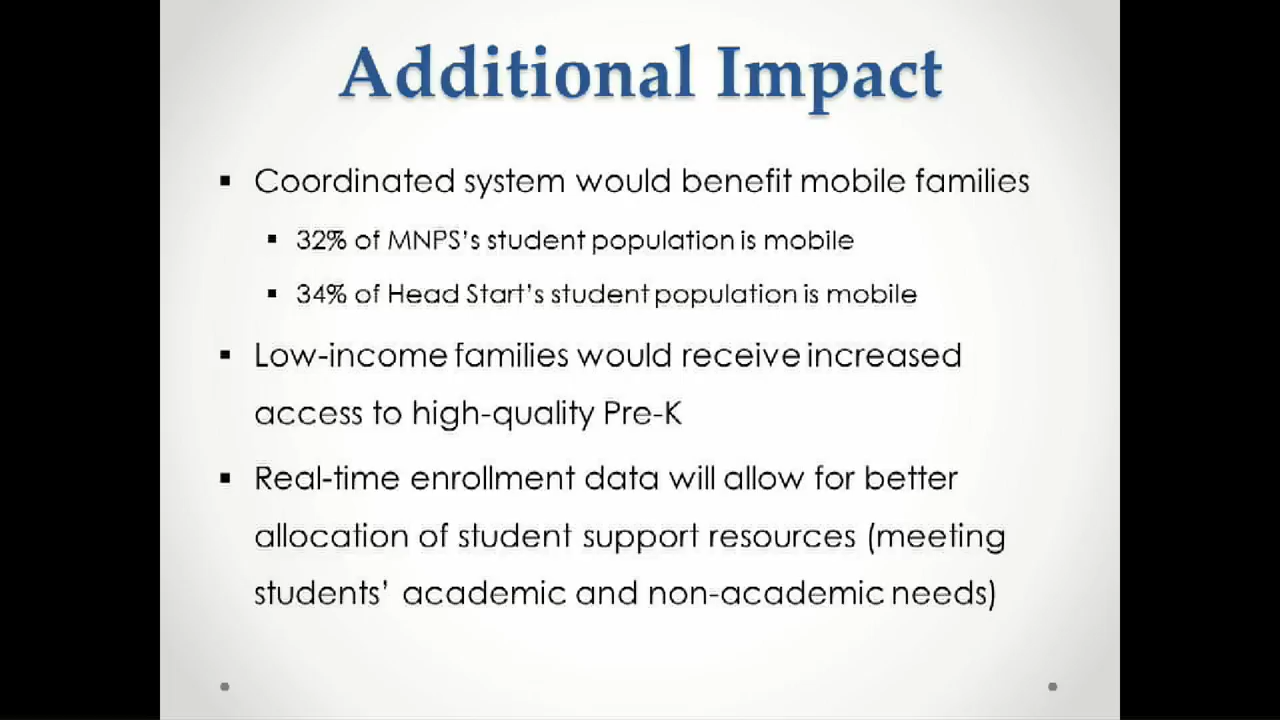 Additional Impact
▪ Coordinated system would benefit mobile families
▪ 32% of MNPS's student population is mobile
▪ 34% of Head Start's student population is mobile
▪ Low-income families would receive increased
access to high-quality Pre-K
▪ Real-time enrollment data will allow for better
allocation of student support resources (meeting
students' academic and non-academic needs)